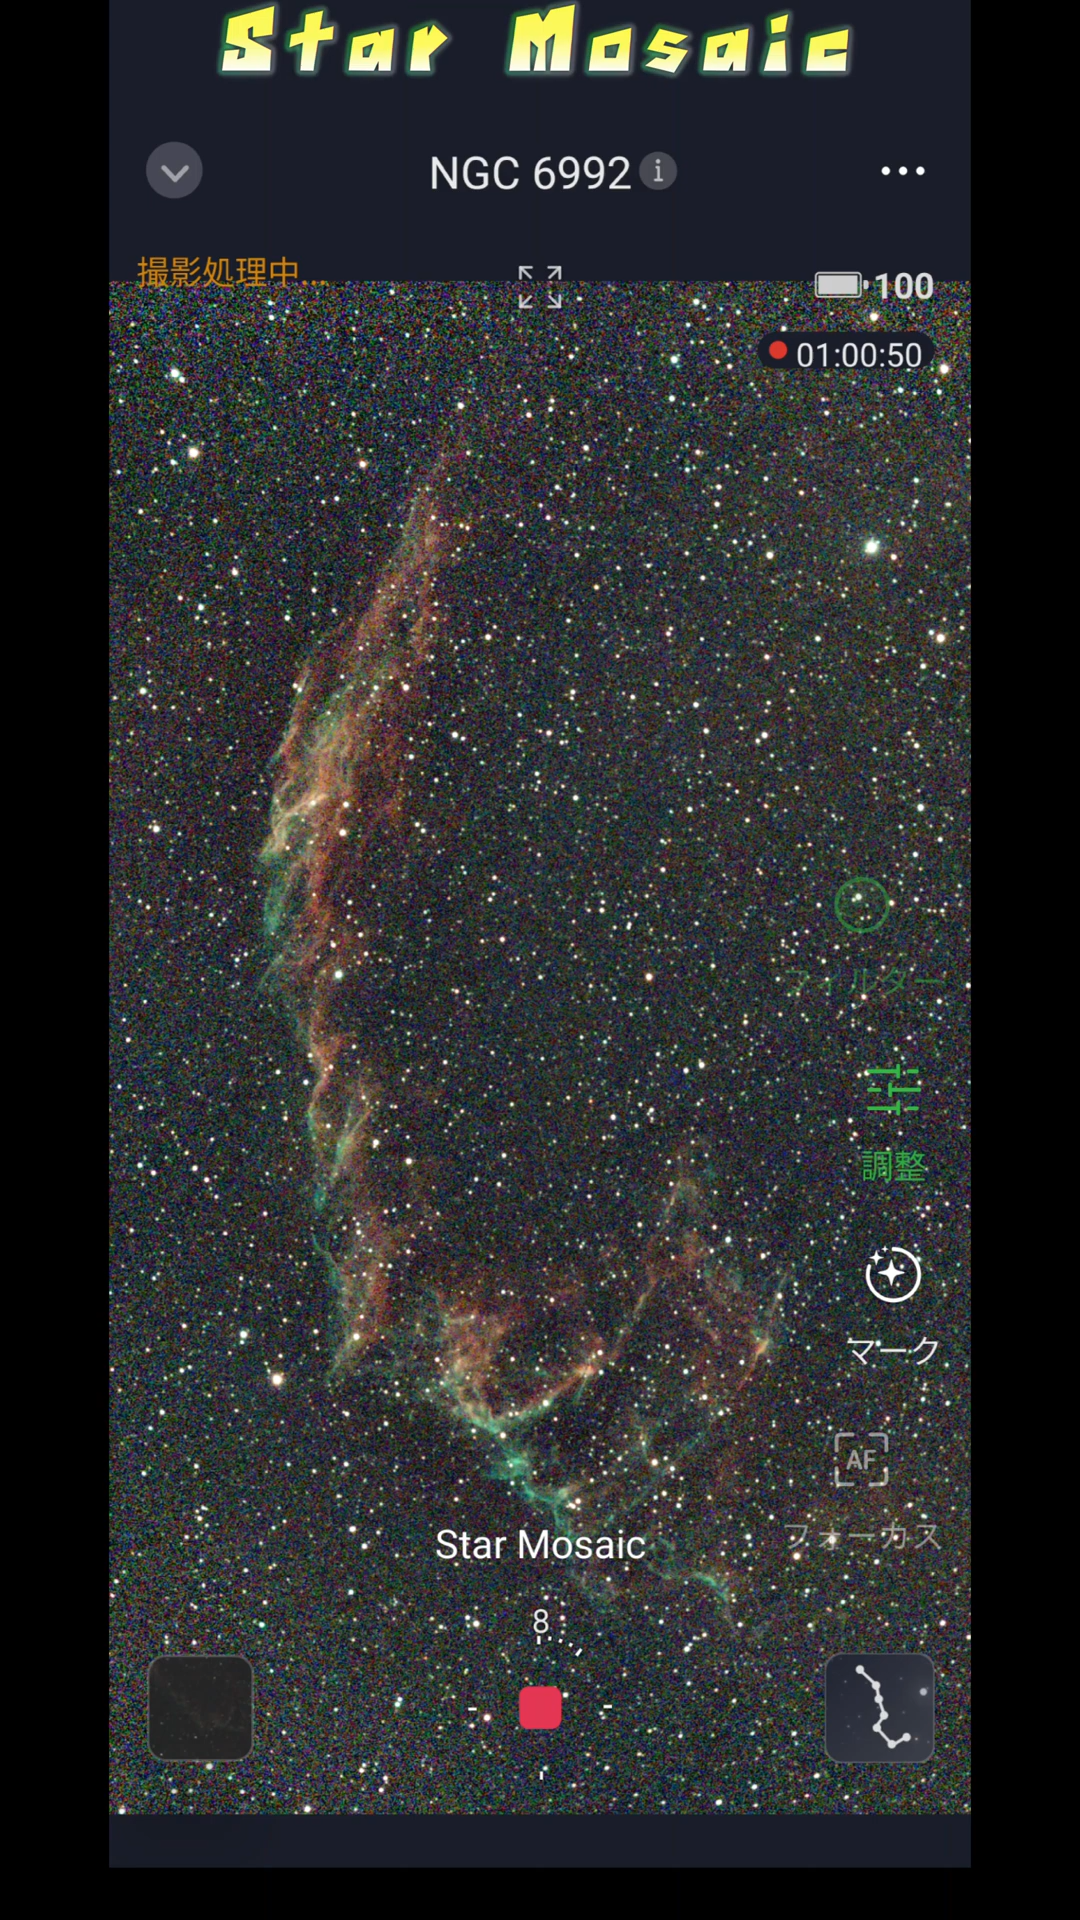 Star Mosaic
NGC 6992
撮影処理中...
100
01:00:50
フィルター
調整
マーク
AF
フォーカス
Star Mosaic
8